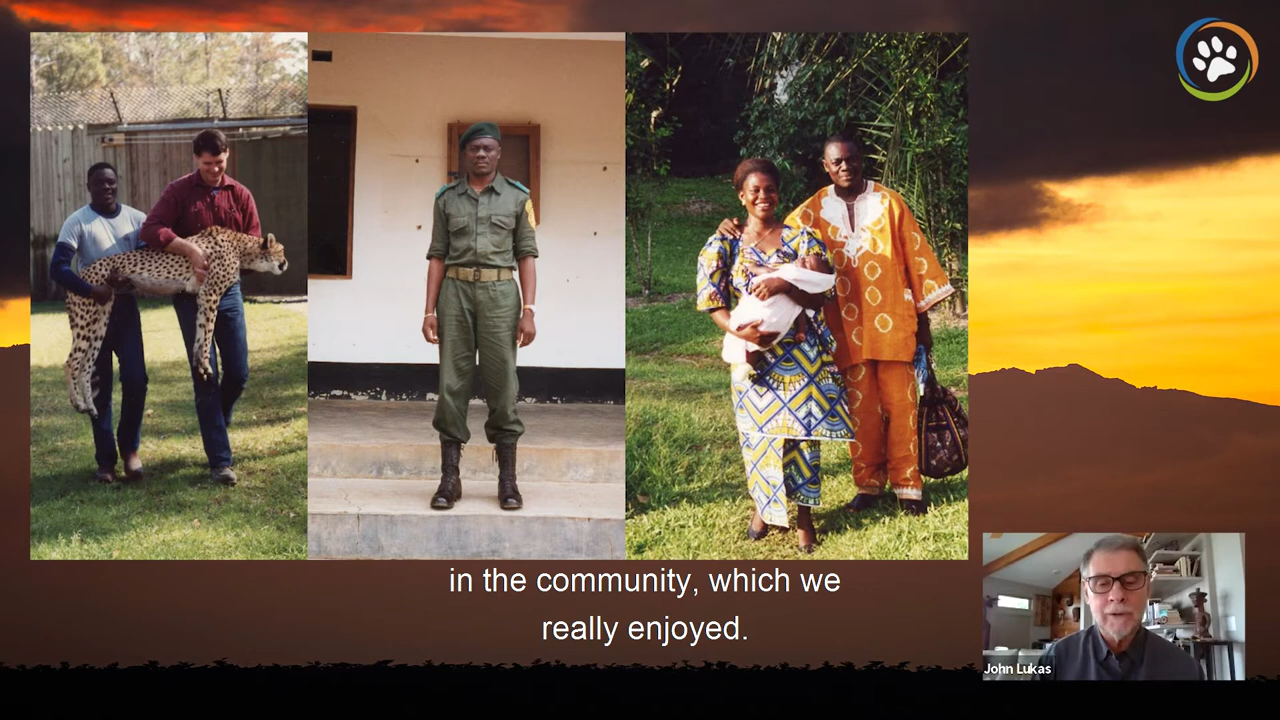 in the community, which we
really enjoyed.
John Lukas